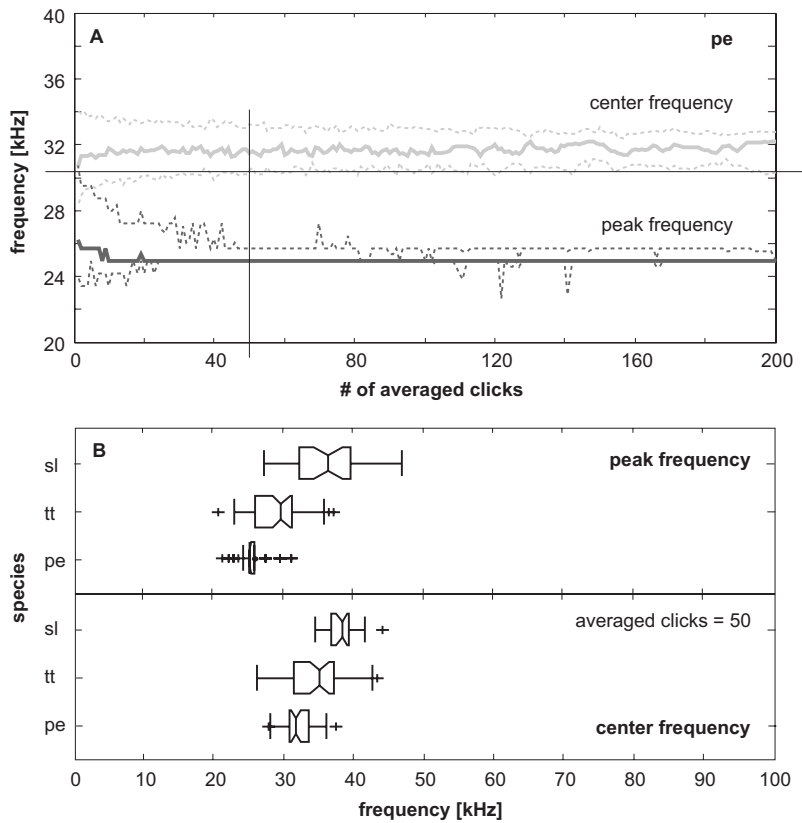 A
pe
40
36
32
28
24
20
frequency [kHz]
center frequency
peak frequency
0
40
80
120
160
200
# of averaged clicks
B
peak frequency
sl
tt
pe
species
averaged clicks = 50
sl
tt
pe
center frequency
0
10
20
30
40
50
60
70
80
90
100
frequency [kHz]